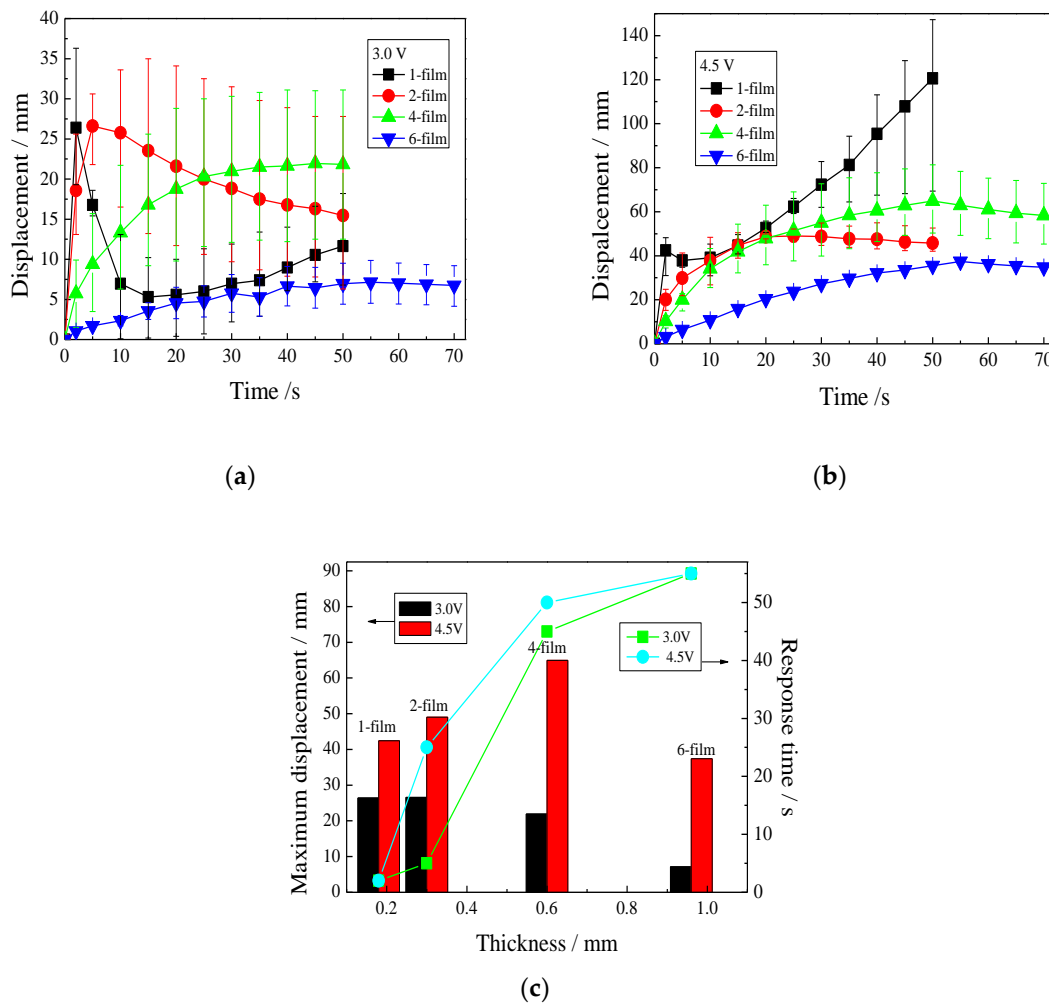 40
35
30
25
20
15
10
5
0
Displacement / mm
3.0 V
1-film
2-film
4-film
6-film
0 10 20 30 40 50 60 70
Time /s
(a)
140
120
100
80
60
40
20
0
Dispalcement / mm
4.5 V
1-film
2-film
4-film
6-film
0 10 20 30 40 50 60 70
Time /s
(b)
90
80
70
60
50
40
30
20
10
0
Maximum displacement / mm
3.0V
4.5V
1-film
2-film
4-film
6-film
3.0V
4.5V
50
40
30
20
10
0
Response time / s
0.2 0.4 0.6 0.8 1.0
Thickness / mm
(c)